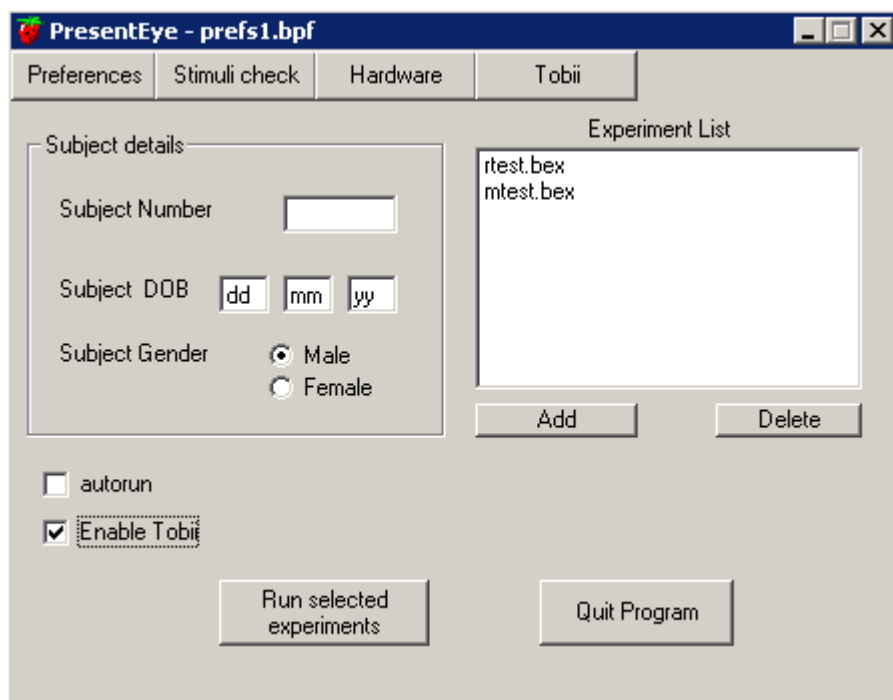 PresentEye - prefs1.bpf
Preferences Stimuli check Hardware Tobii
Subject details
Subject Number
Subject DOB dd mm yy
Subject Gender Male
Female
Experiment List
rtest.bex
mtest.bex
Add Delete
autorun
Enable Tobii
Run selected
experiments
Quit Program